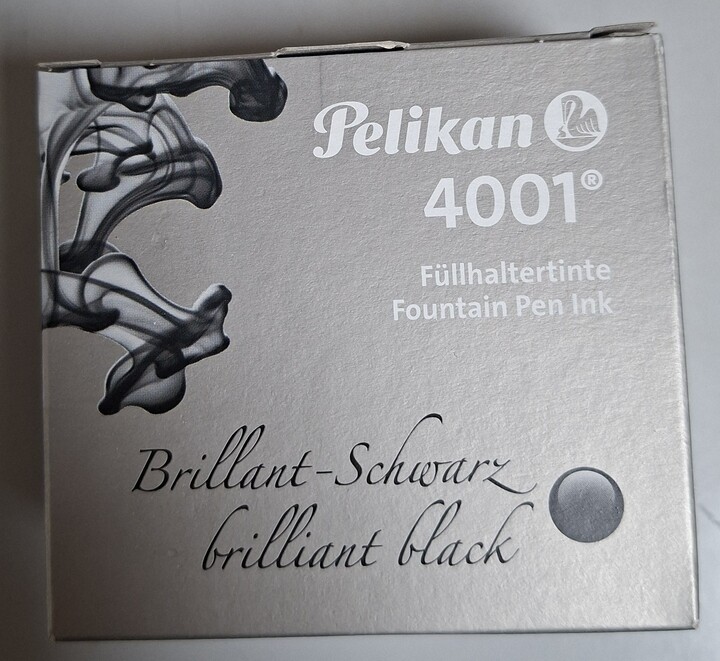 Pelikan
4001®
Füllhaltertinte
Fountain Pen Ink
Brillant-Schwarz
brilliant black